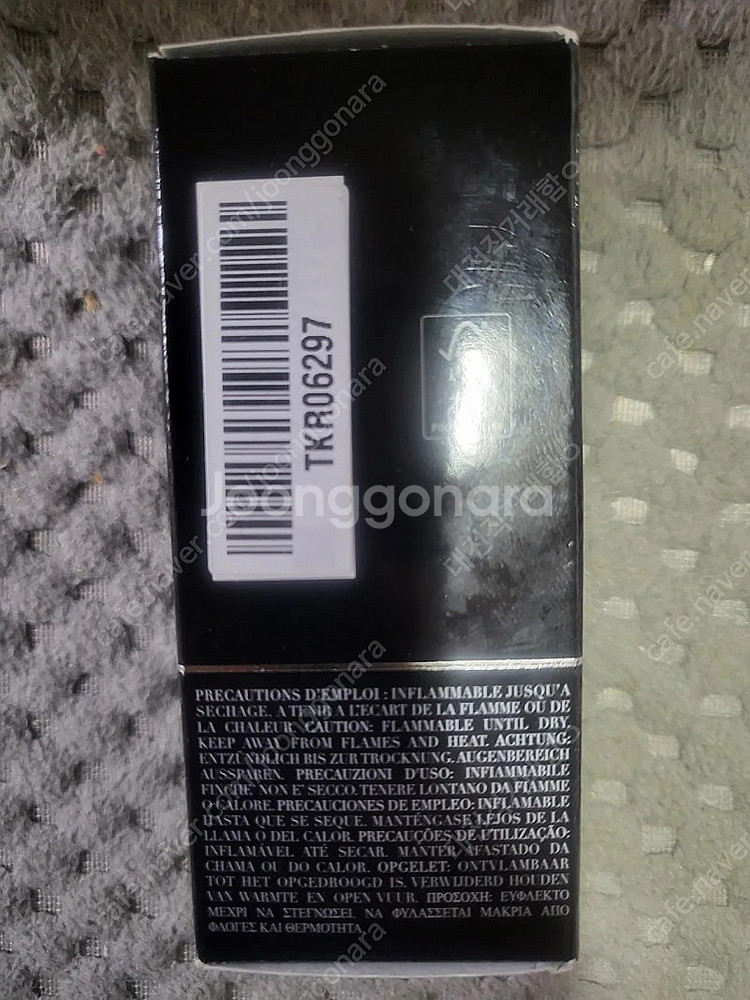 TKR06297
Joonggonara
cafe.naver.com/joonggonara
PRECAUTIONS D'EMPLOI : INFLAMMABLE JUSQU'A
SECHAGE. A TENIR A L'ECART DE LA FLAMME OU DE
LA CHALEUR. CAUTION: FLAMMABLE UNTIL DRY.
KEEP AWAY FROM FLAMES AND HEAT. ACHTUNG:
ENTZÜNDLICH BIS ZUR TROCKNUNG. AUGENBEREICH
AUSSPAREN. PRECAUZIONI D'USO: INFIAMMABILE
FINCHE' NON E' SECCO. TENERE LONTANO DA FIAMME
O CALORE. PRECAUCIONES DE EMPLEO: INFLAMABLE
HASTA QUE SE SEQUE. MANTÉNGASE LEJOS DE LA
LLAMA O DEL CALOR. PRECAUÇÕES DE UTILIZAÇÃO:
INFLAMÁVEL ATÉ SECAR. MANTER AFASTADO DA
CHAMA OU DO CALOR. OPGELET: ONTVLAMBAAR
TOT HET OPGEDROOGD IS. VERWIJDERD HOUDEN
VAN WARMTE EN OPEN VUUR. ΠΡΟΣΟΧΗ: ΕΥΦΛΕΚΤΟ
ΜΕΧΡΙ ΝΑ ΣΤΕΓΝΩΣΕΙ. ΝΑ ΦΥΛΑΣΣΕΤΑΙ ΜΑΚΡΙΑ ΑΠΟ
ΦΛΟΓΕΣ ΚΑΙ ΘΕΡΜΟΤΗΤΑ.